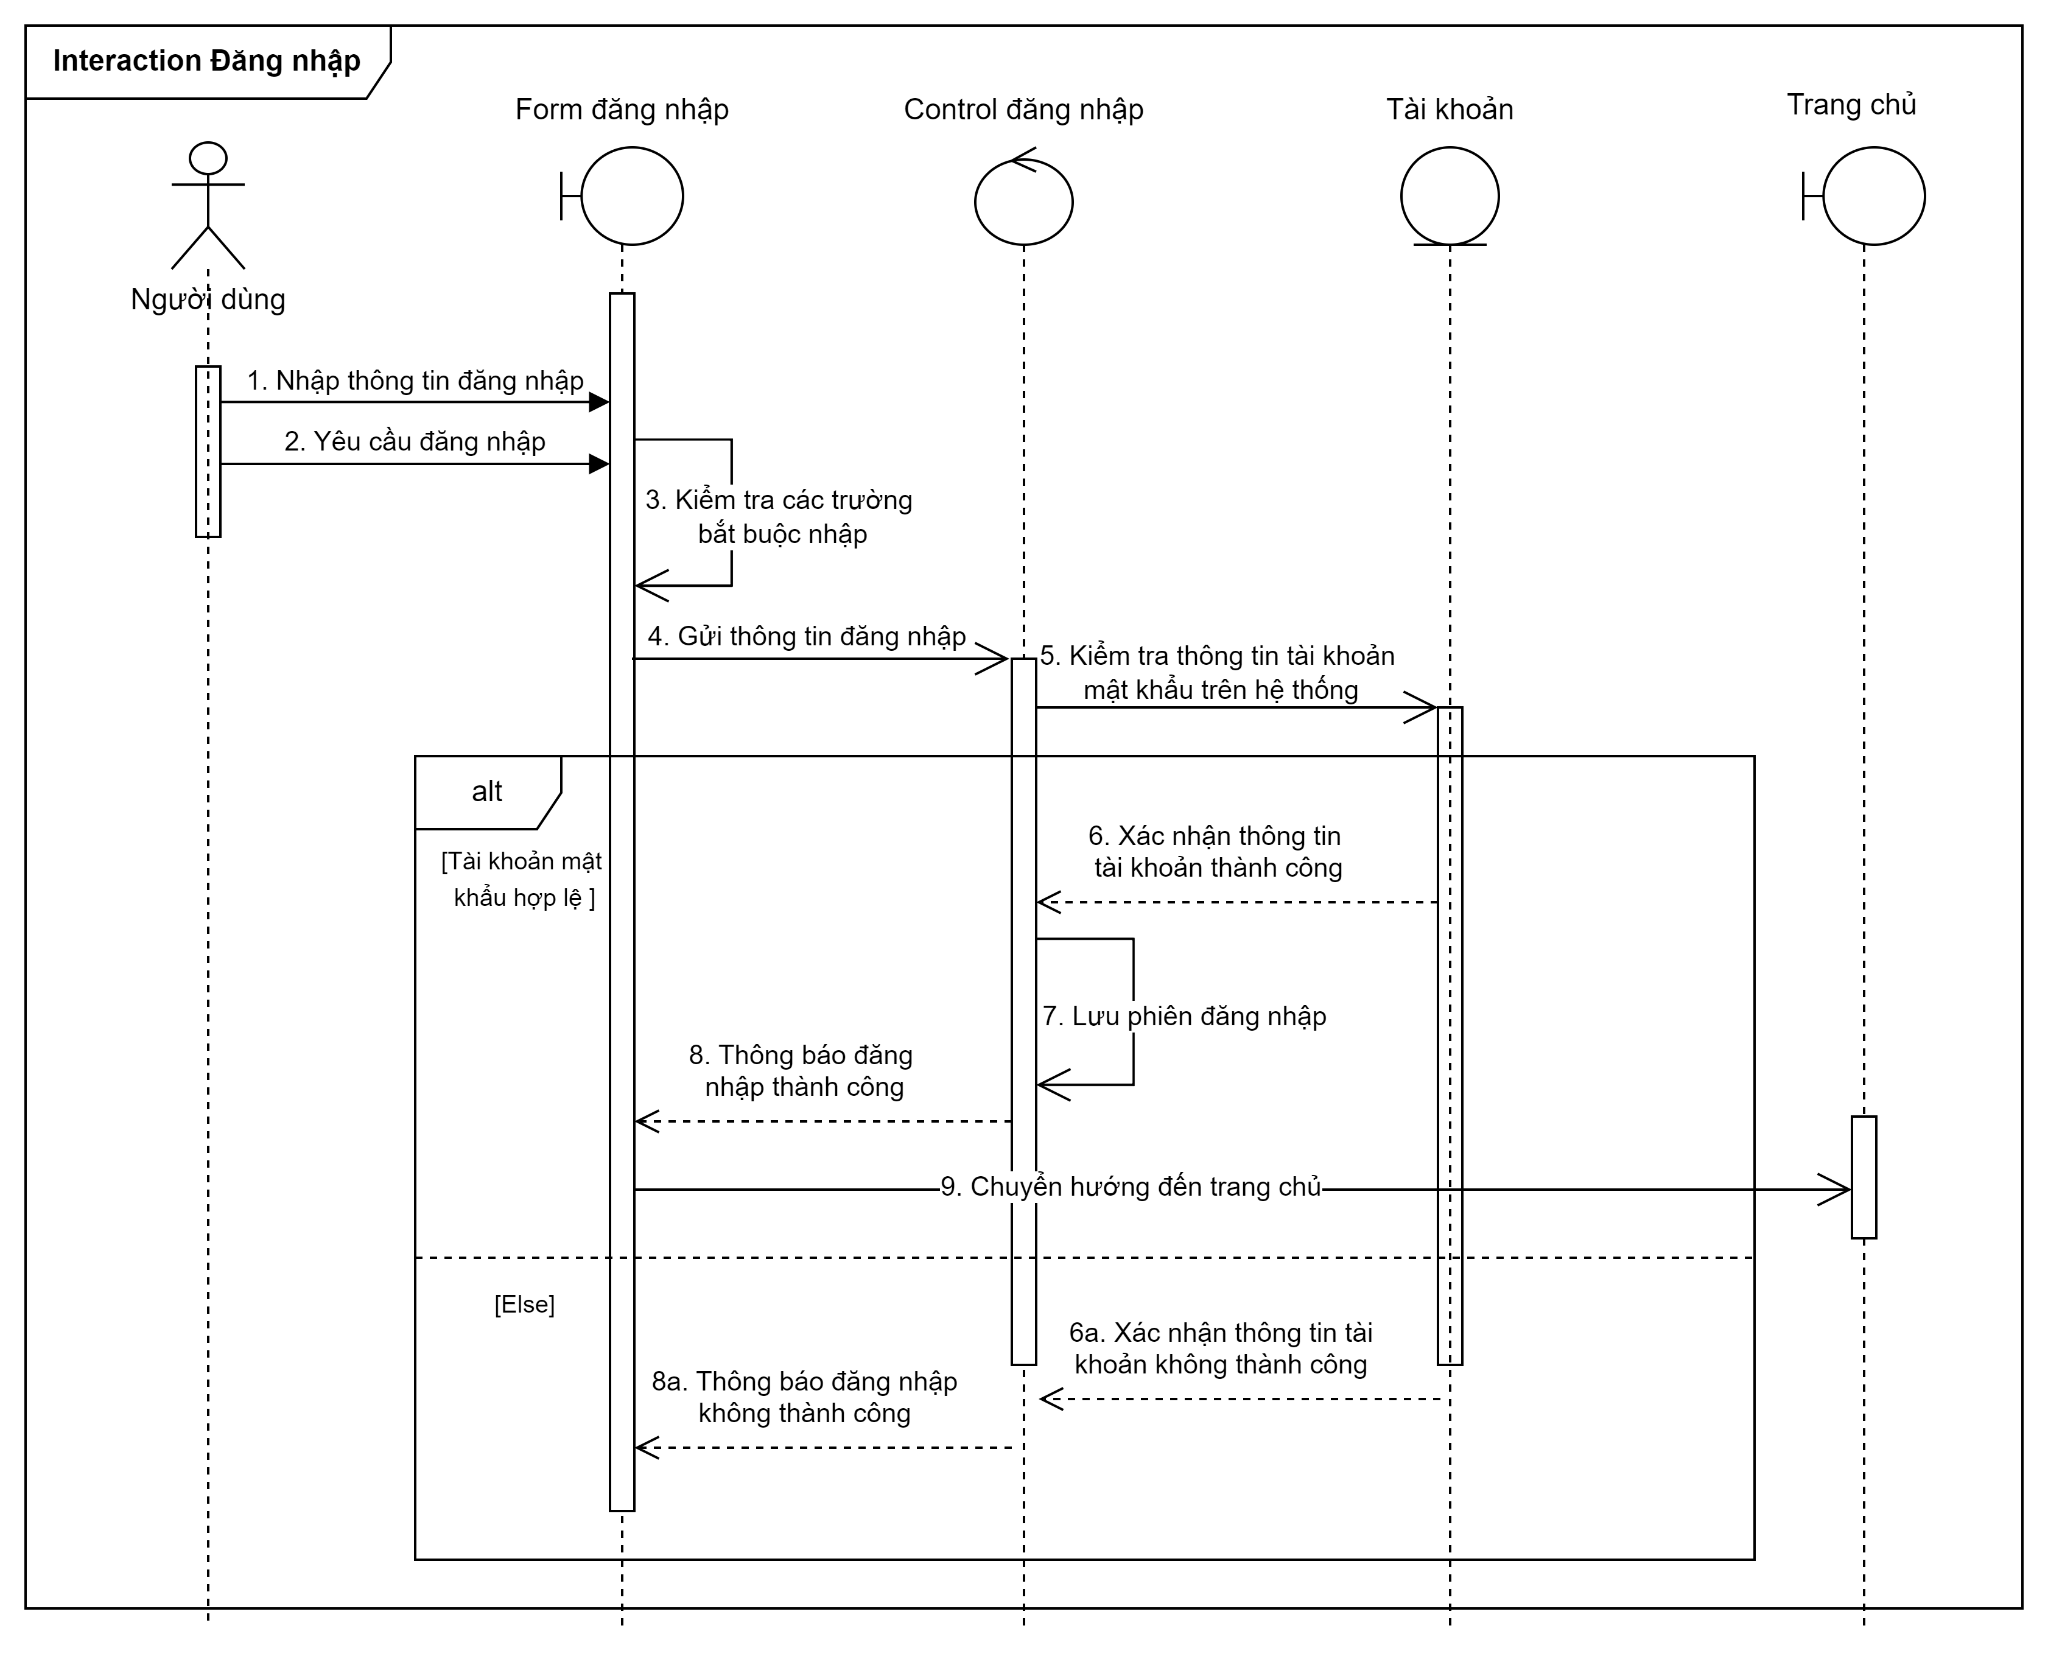 Interaction Đăng nhập
Form đăng nhập
Control đăng nhập
Tài khoản
Trang chủ
Người dùng
1. Nhập thông tin đăng nhập
2. Yêu cầu đăng nhập
3. Kiểm tra các trường
bắt buộc nhập
4. Gửi thông tin đăng nhập
5. Kiểm tra thông tin tài khoản
mật khẩu trên hệ thống
alt
[Tài khoản mật
khẩu hợp lệ ]
6. Xác nhận thông tin
tài khoản thành công
7. Lưu phiên đăng nhập
8. Thông báo đăng
nhập thành công
9. Chuyển hướng đến trang chủ
[Else]
6a. Xác nhận thông tin tài
khoản không thành công
8a. Thông báo đăng nhập
không thành công